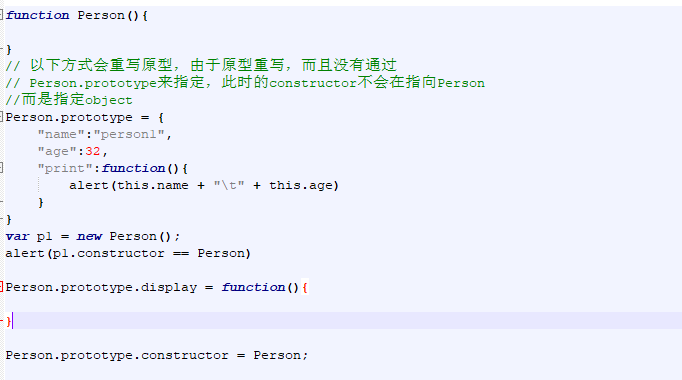 function Person(){
}
// 以下方式会重写原型，由于原型重写，而且没有通过
// Person.prototype来指定，此时的constructor不会在指向Person
//而是指定object
Person.prototype = {
"name":"person1",
"age":32,
"print":function(){
alert(this.name + "\t" + this.age)
}
}
var p1 = new Person();
alert(p1.constructor == Person)
Person.prototype.display = function(){
}
Person.prototype.constructor = Person;